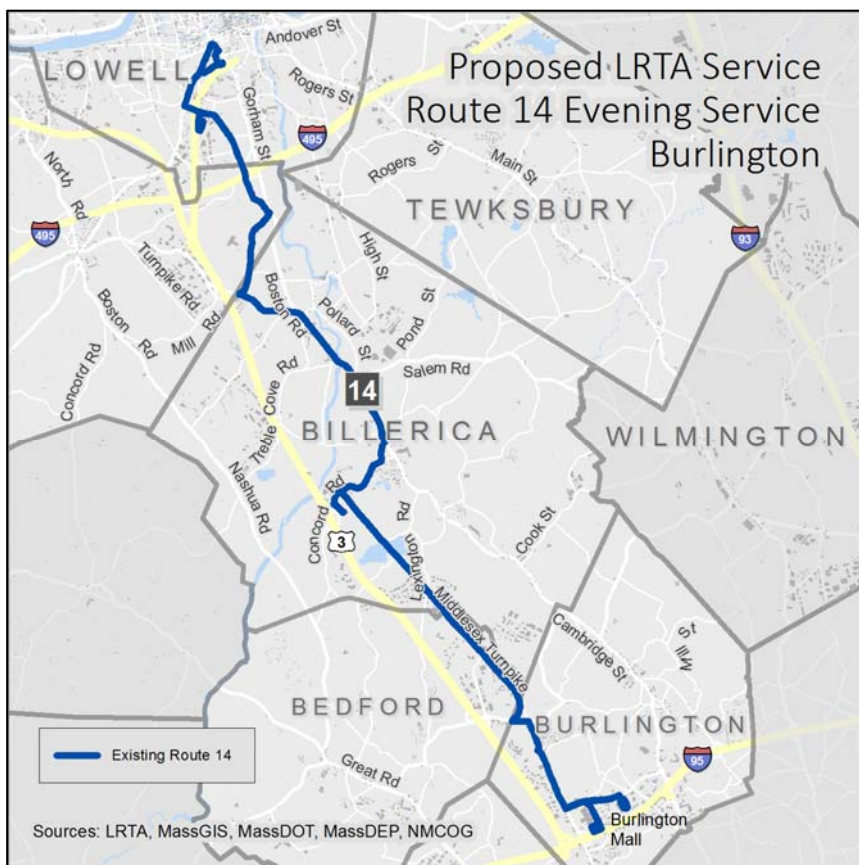 Proposed LRTA Service
Route 14 Evening Service
Burlington
Andover St
LOWELL
Rogers St
Gorham St
495
Rogers St
Main St
North Rd
TEWKSBURY
495
93
High St
Turnpike Rd
Boston Rd
Pollard St
Pond St
Boston Rd
Mill Rd
Concord Rd
Salem Rd
14
Treble Cove Rd
BILLERICA
WILMINGTON
Nashua Rd
Concord Rd
Lexington Rd
Cook St
3
Middlesex Turnpike
Cambridge St
Mill St
BEDFORD
BURLINGTON
Existing Route 14
Great Rd
95
Burlington
Mall
Sources: LRTA, MassGIS, MassDOT, MassDEP, NMCOG